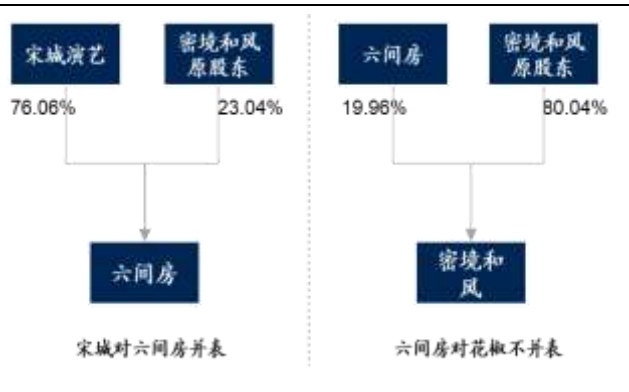 宋城演艺
密境和风
原股东
六间房
密境和风
原股东
76.06%
23.04%
19.96%
80.04%
六间房
密境和
风
宋城对六间房并表
六间房对花椒不并表